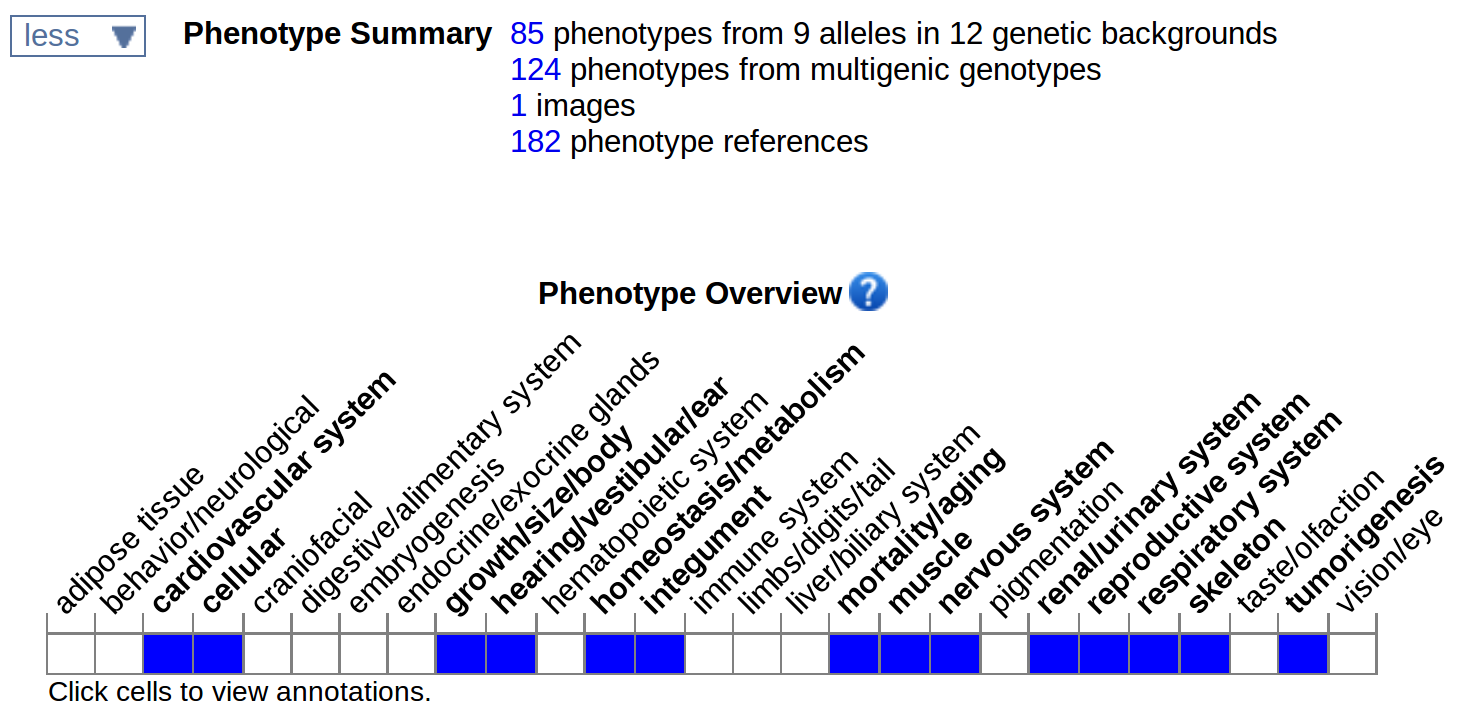 less
Phenotype Summary 85 phenotypes from 9 alleles in 12 genetic backgrounds
124 phenotypes from multigenic genotypes
1 images
182 phenotype references
Phenotype Overview ?
adipose tissue
behavior/neurological
cardiovascular system
cellular
craniofacial
digestive/alimentary system
embryogenesis
endocrine/exocrine glands
growth/size/body
hearing/vestibular/ear
hematopoietic system
homeostasis/metabolism
integument
immune system
limbs/digits/tail
liver/biliary system
mortality/aging
muscle
nervous system
pigmentation
renal/urinary system
reproductive system
respiratory system
skeleton
taste/olfaction
tumorigenesis
vision/eye
Click cells to view annotations.